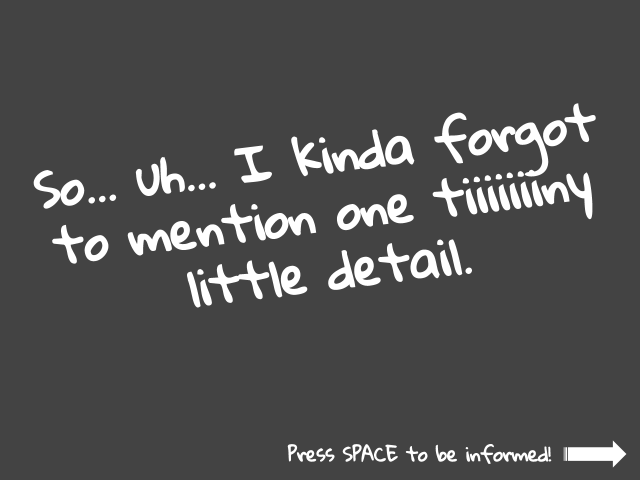 So... Uh... I kinda forgot
to mention one tiiiiiiiny
little detail.
Press SPACE to be informed!